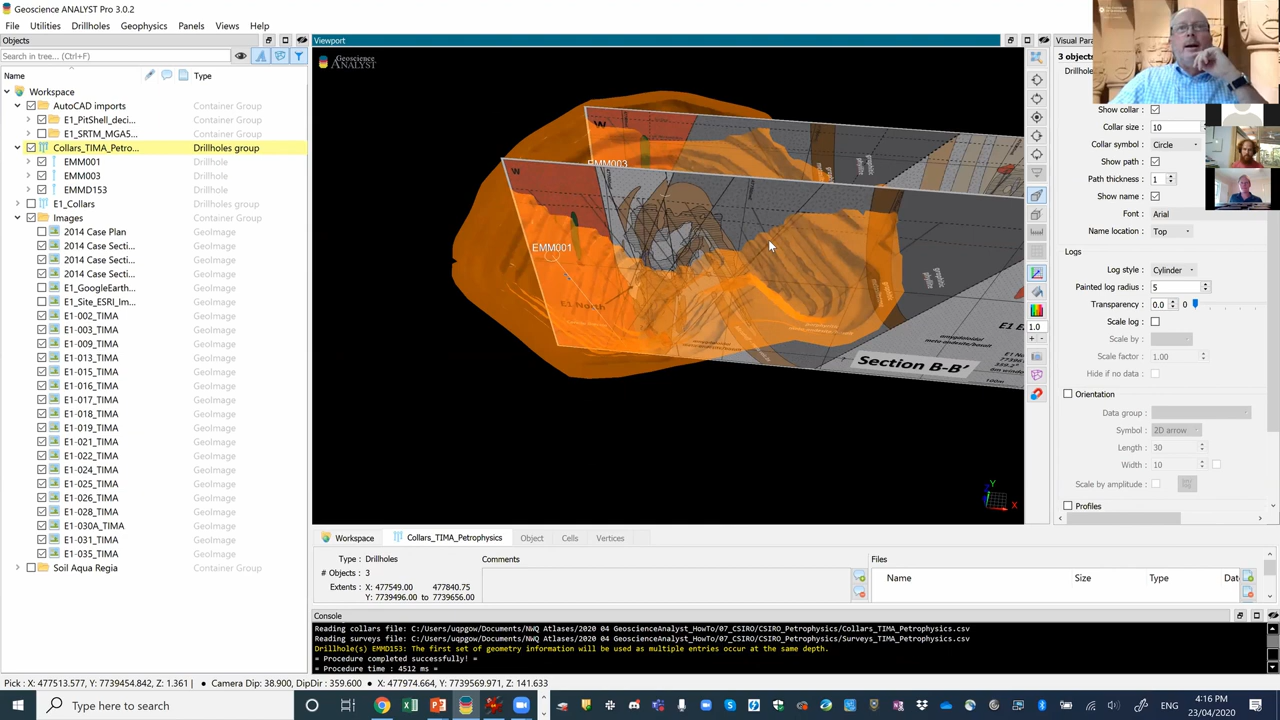 Geoscience ANALYST Pro 3.0.2
File Utilities Drillholes Geophysics Panels Views Help
Objects
Search in tree... (Ctrl+F)
Name Type
Workspace
AutoCAD imports Container Group
E1_PitShell_deci... Container Group
E1_SRTM_MGA5... Container Group
Collars_TIMA_Petro... Drillholes group
EMM001 Drillhole
EMM003 Drillhole
EMMD153 Drillhole
E1_Collars Drillholes group
Images Container Group
2014 Case Plan GeoImage
2014 Case Secti... GeoImage
2014 Case Secti... GeoImage
2014 Case Secti... GeoImage
E1_GoogleEarth... GeoImage
E1_Site_ESRI_Im... GeoImage
E1-002_TIMA GeoImage
E1-003_TIMA GeoImage
E1-009_TIMA GeoImage
E1-013_TIMA GeoImage
E1-015_TIMA GeoImage
E1-016_TIMA GeoImage
E1-017_TIMA GeoImage
E1-018_TIMA GeoImage
E1-019_TIMA GeoImage
E1-021_TIMA GeoImage
E1-022_TIMA GeoImage
E1-024_TIMA GeoImage
E1-025_TIMA GeoImage
E1-026_TIMA GeoImage
E1-028_TIMA GeoImage
E1-030A_TIMA GeoImage
E1-031_TIMA GeoImage
E1-035_TIMA GeoImage
Soil Aqua Regia Container Group
Viewport
Geoscience
ANALYST
W
EMM003
W
EMM001
E1 North
graphitic
phyllite
graphitic
phyllite
Section B-B'
100m
Y
X
1.0
Visual Par
3 objects
Drillhole
Show collar :
Collar size : 10
Collar symbol : Circle
Show path :
Path thickness : 1
Show name :
Font : Arial
Name location : Top
Logs
Log style : Cylinder
Painted log radius : 5
Transparency : 0.0 0
Scale log :
Scale by :
Scale factor : 1.00
Hide if no data :
Orientation
Data group :
Symbol : 2D arrow
Length : 30
Width : 10
Scale by amplitude :
Profiles
Workspace Collars_TIMA_Petrophysics Object Cells Vertices
Type : Drillholes
# Objects : 3
Extents : X: 477549.00 477840.75
Y: 7739496.00 to 7739656.00
Comments
Files
Name Size Type Date
Console
Reading collars file: C:/Users/uqpgow/Documents/NWQ Atlases/2020 04 GeoscienceAnalyst_HowTo/07_CSIRO/CSIRO_Petrophysics/Collars_TIMA_Petrophysics.csv
Reading surveys file: C:/Users/uqpgow/Documents/NWQ Atlases/2020 04 GeoscienceAnalyst_HowTo/07_CSIRO/CSIRO_Petrophysics/Surveys_TIMA_Petrophysics.csv
Drillhole(s) EMMD153: The first set of geometry information will be used as multiple entries occur at the same depth.
= Procedure completed successfully! =
= Procedure time : 4512 ms =
Pick : X: 477513.577 Y: 7739454.842 Z: 1.361 | Camera Dip: 38.900, DipDir : 359.600 Target : X: 477974.664 Y: 7739569.971 Z: 141.633
Type here to search
4:16 PM
23/04/2020